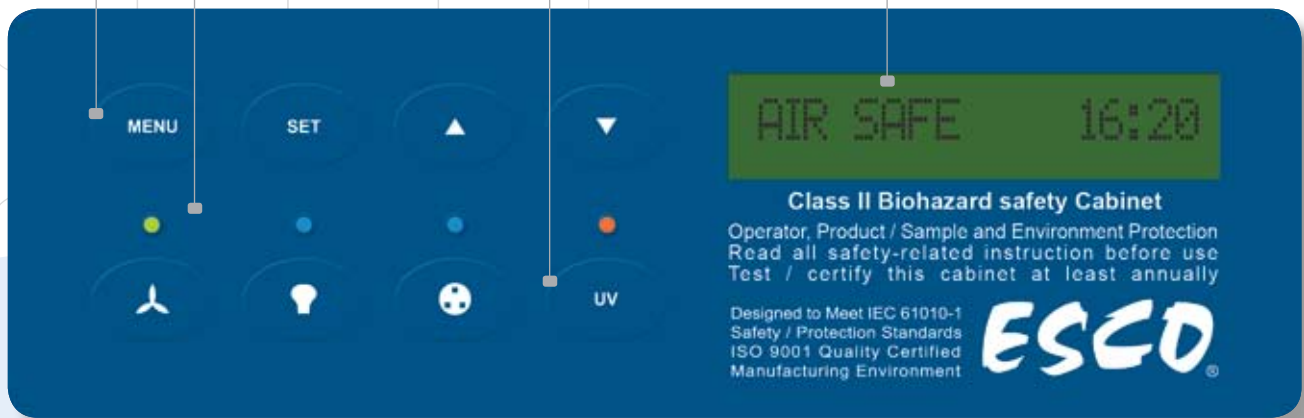 MENU SET ▲ ▼
UV
AIR SAFE 16:20
Class II Biohazard safety Cabinet
Operator, Product / Sample and Environment Protection
Read all safety-related instruction before use
Test / certify this cabinet at least annually
Designed to Meet IEC 61010-1
Safety / Protection Standards
ISO 9001 Quality Certified
Manufacturing Environment
ESCO®